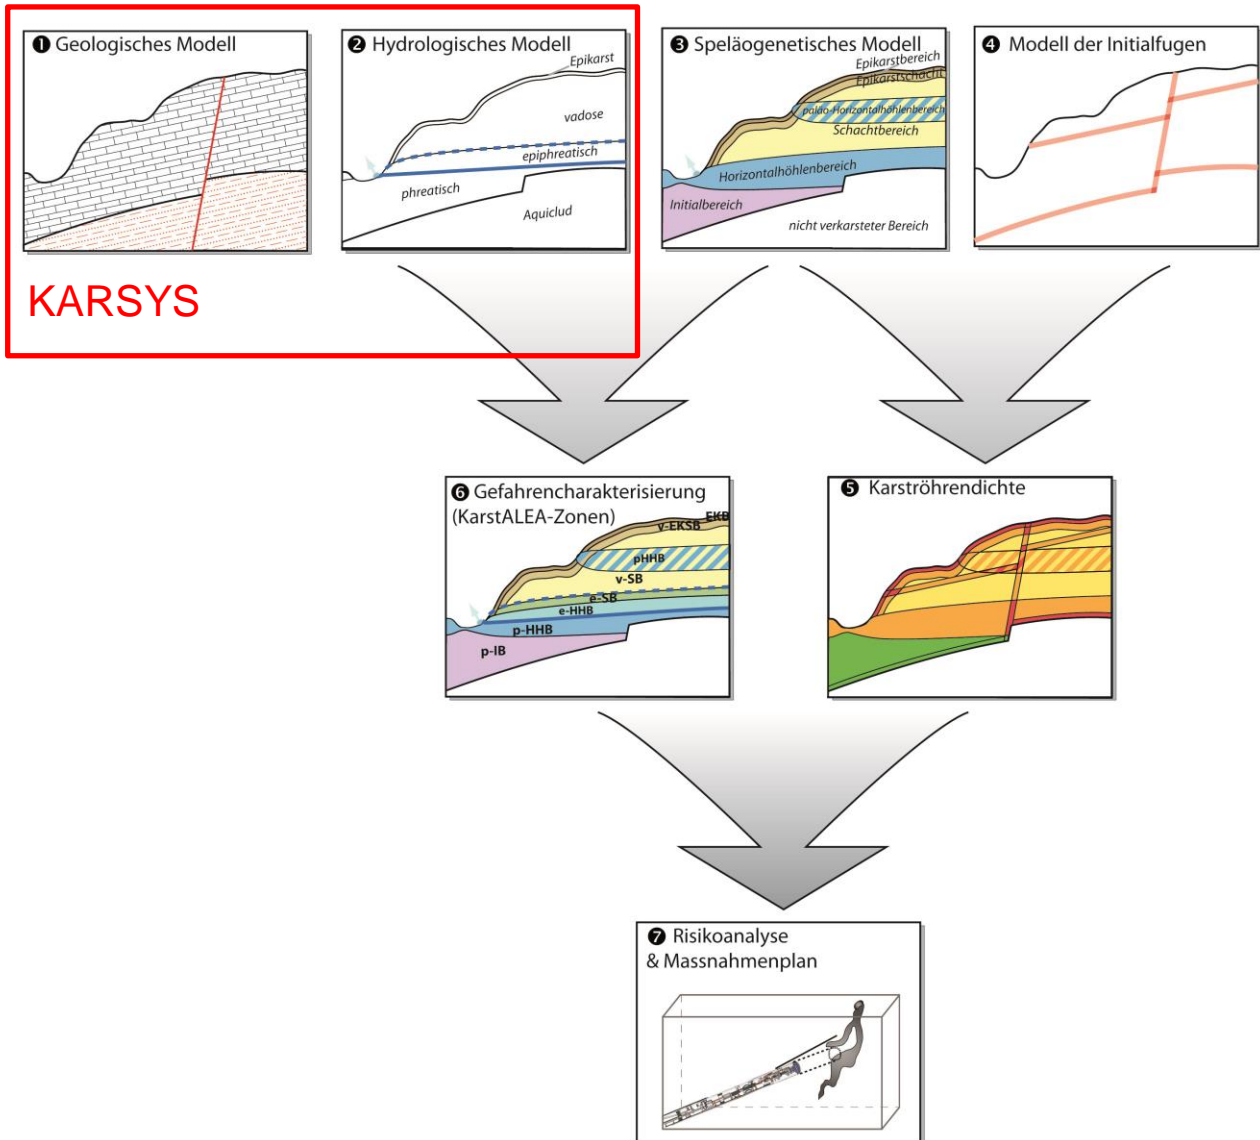 ❶ Geologisches Modell
KARSYS
❷ Hydrologisches Modell
Epikarst
vadose
epiphreatisch
phreatisch
Aquiclud
❸ Speläogenetisches Modell
Epikarstbereich
Epikarstschacht
paläo-Horizontalhöhlenbereich
Schachtbereich
Horizontalhöhlenbereich
Initialbereich
nicht verkarsteter Bereich
❹ Modell der Initialfugen
❻ Gefahrencharakterisierung
(KarstALEA-Zonen)
EKB
v-EKSB
pHHB
v-SB
e-SB
e-HHB
p-HHB
p-IB
❺ Karströhrendichte
❼ Risikoanalyse
& Massnahmenplan